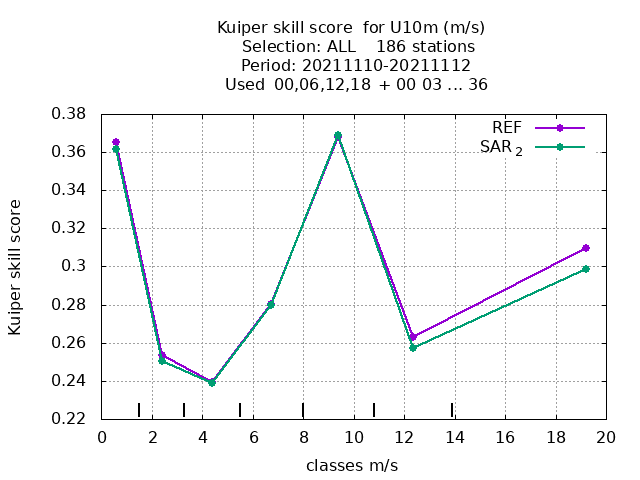 Kuiper skill score  for U10m (m/s)
Selection: ALL    186 stations
Period: 20211110-20211112
Used  00,06,12,18  + 00 03 ... 36
REF
SAR 2
Kuiper skill score
0.38
0.36
0.34
0.32
0.3
0.28
0.26
0.24
0.22
0 2 4 6 8 10 12 14 16 18 20
classes m/s